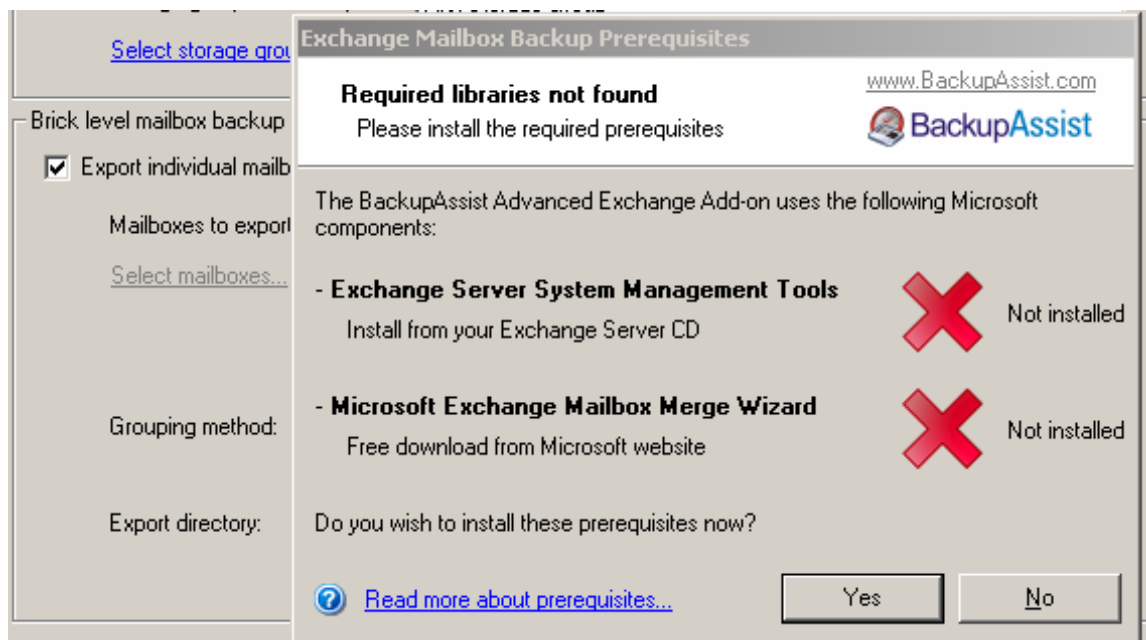 Select storage grou
Brick level mailbox backup
Export individual mailb
Mailboxes to export
Select mailboxes...
Grouping method:
Export directory:
Exchange Mailbox Backup Prerequisites
Required libraries not found
Please install the required prerequisites
www.BackupAssist.com
BackupAssist
The BackupAssist Advanced Exchange Add-on uses the following Microsoft
components:
- Exchange Server System Management Tools
Install from your Exchange Server CD
Not installed
- Microsoft Exchange Mailbox Merge Wizard
Free download from Microsoft website
Not installed
Do you wish to install these prerequisites now?
Read more about prerequisites...
Yes
No